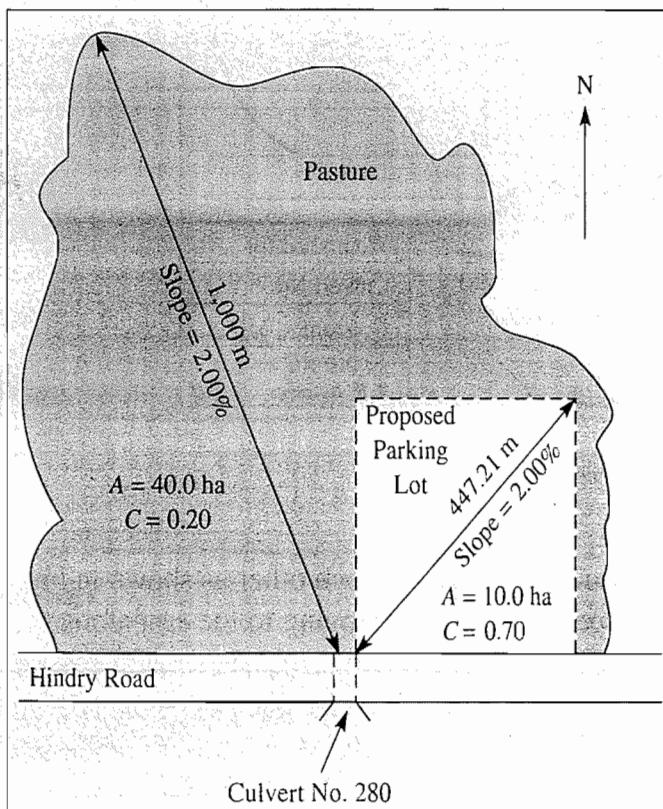 N
Pasture
1,000 m
Slope = 2.00%
Proposed
Parking
Lot
447.21 m
Slope = 2.00%
A = 40.0 ha
C = 0.20
A = 10.0 ha
C = 0.70
Hindry Road
Culvert No. 280